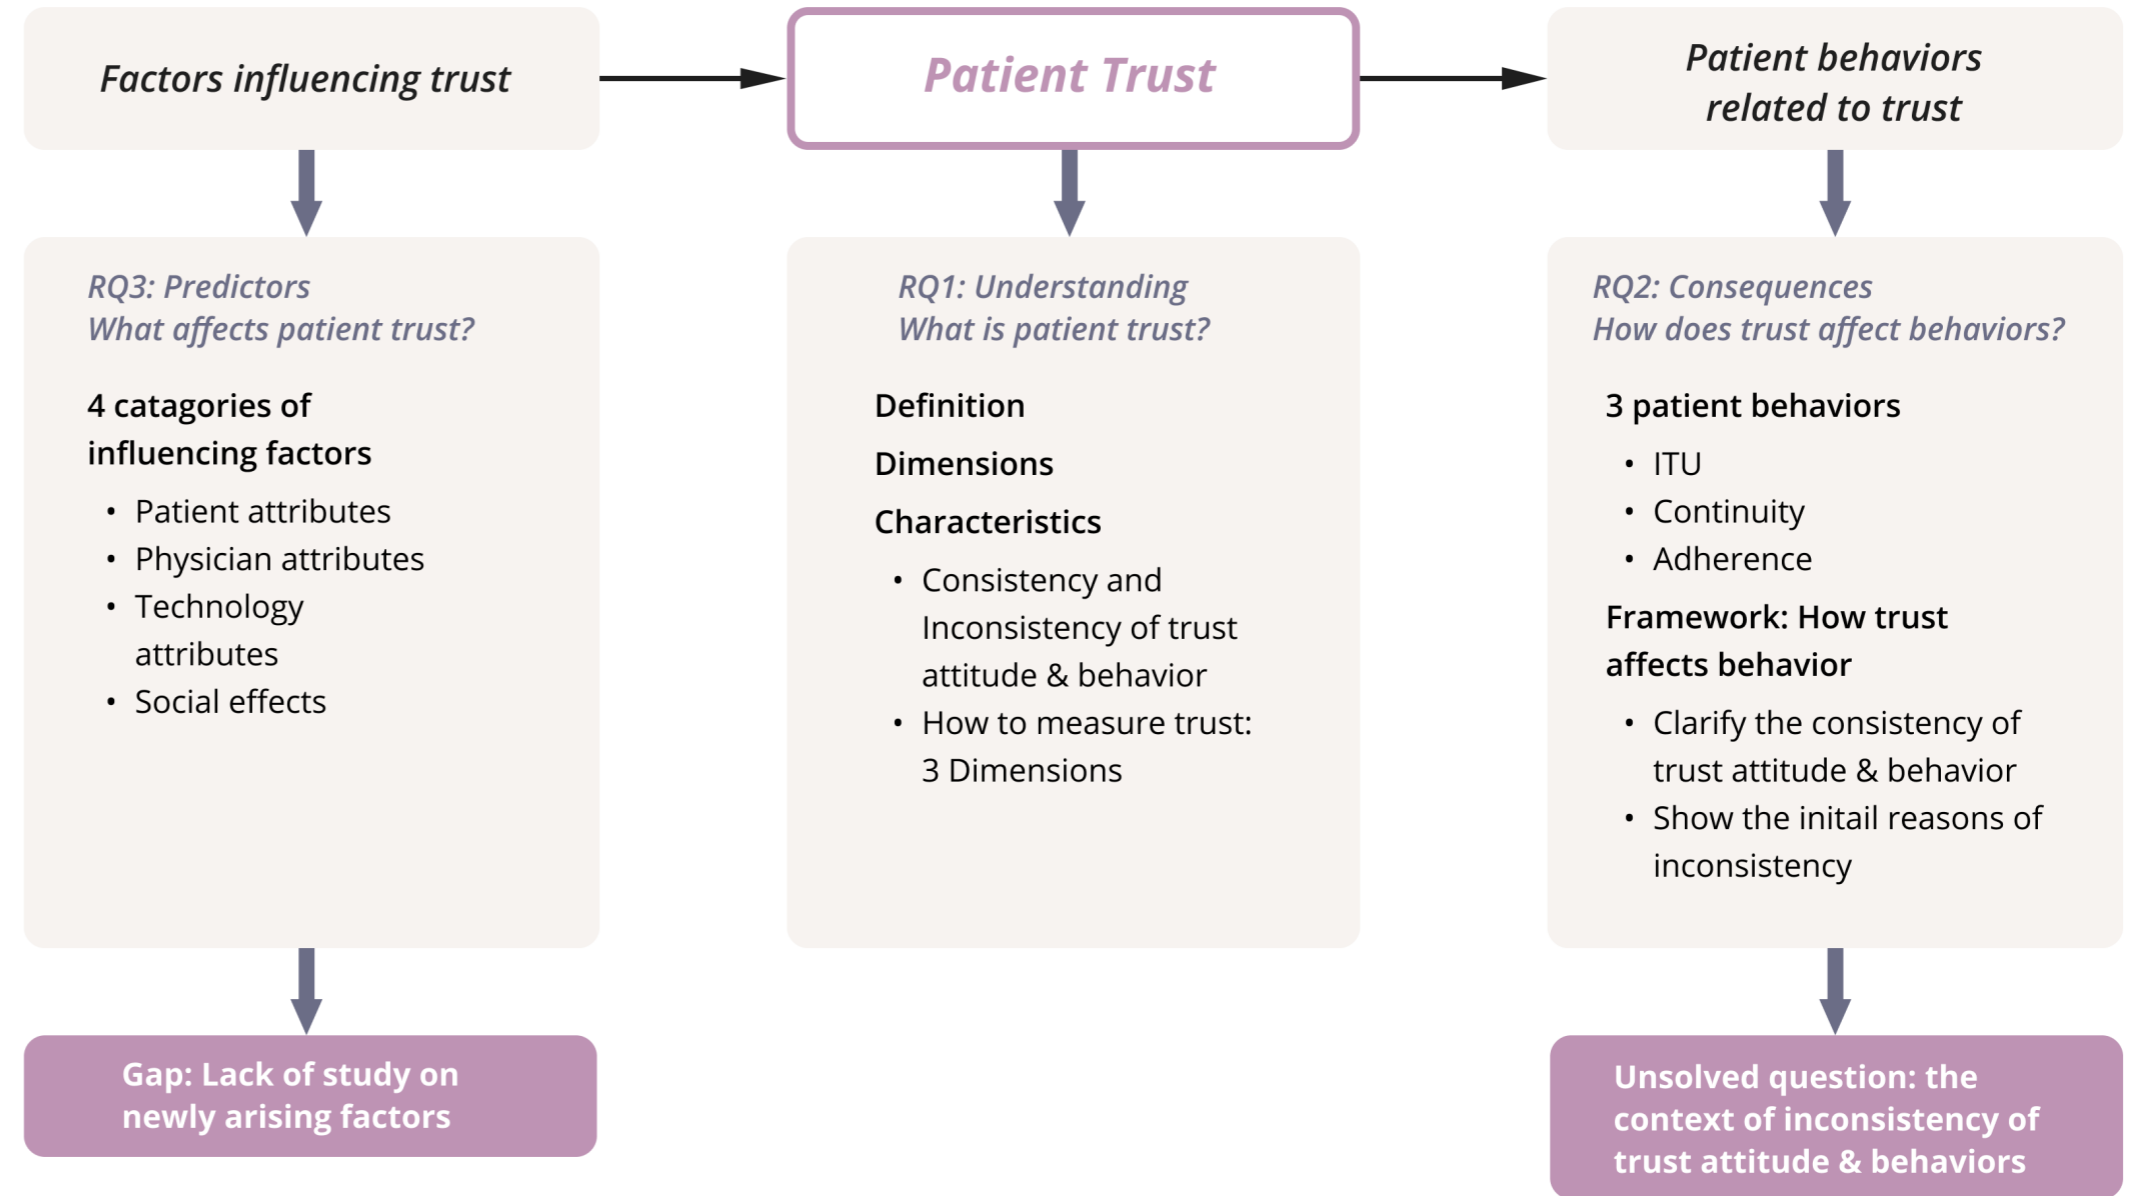 Factors influencing trust
Patient Trust
Patient behaviors
related to trust
RQ3: Predictors
What affects patient trust?
4 catagories of
influencing factors
• Patient attributes
• Physician attributes
• Technology
attributes
• Social effects
RQ1: Understanding
What is patient trust?
Definition
Dimensions
Characteristics
• Consistency and
Inconsistency of trust
attitude & behavior
• How to measure trust:
3 Dimensions
RQ2: Consequences
How does trust affect behaviors?
3 patient behaviors
• ITU
• Continuity
• Adherence
Framework: How trust
affects behavior
• Clarify the consistency of
trust attitude & behavior
• Show the initail reasons of
inconsistency
Gap: Lack of study on
newly arising factors
Unsolved question: the
context of inconsistency of
trust attitude & behaviors